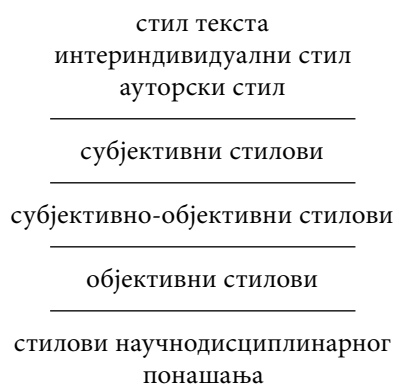 стил текста
интериндивидуални стил
ауторски стил
субјективни стилови
субјективно-објективни стилови
објективни стилови
стилови научнодисциплинарног
понашања